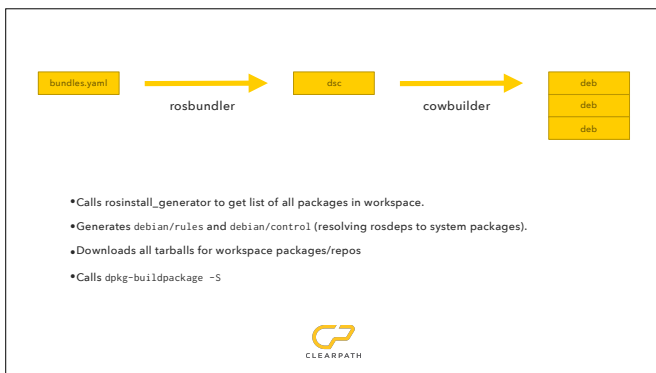 bundles.yaml
rosbundler
dsc
cowbuilder
deb
deb
deb
•Calls rosinstall_generator to get list of all packages in workspace.
•Generates debian/rules and debian/control (resolving rosdeps to system packages).
•Downloads all tarballs for workspace packages/repos
•Calls dpkg-buildpackage -S
CLEARPATH